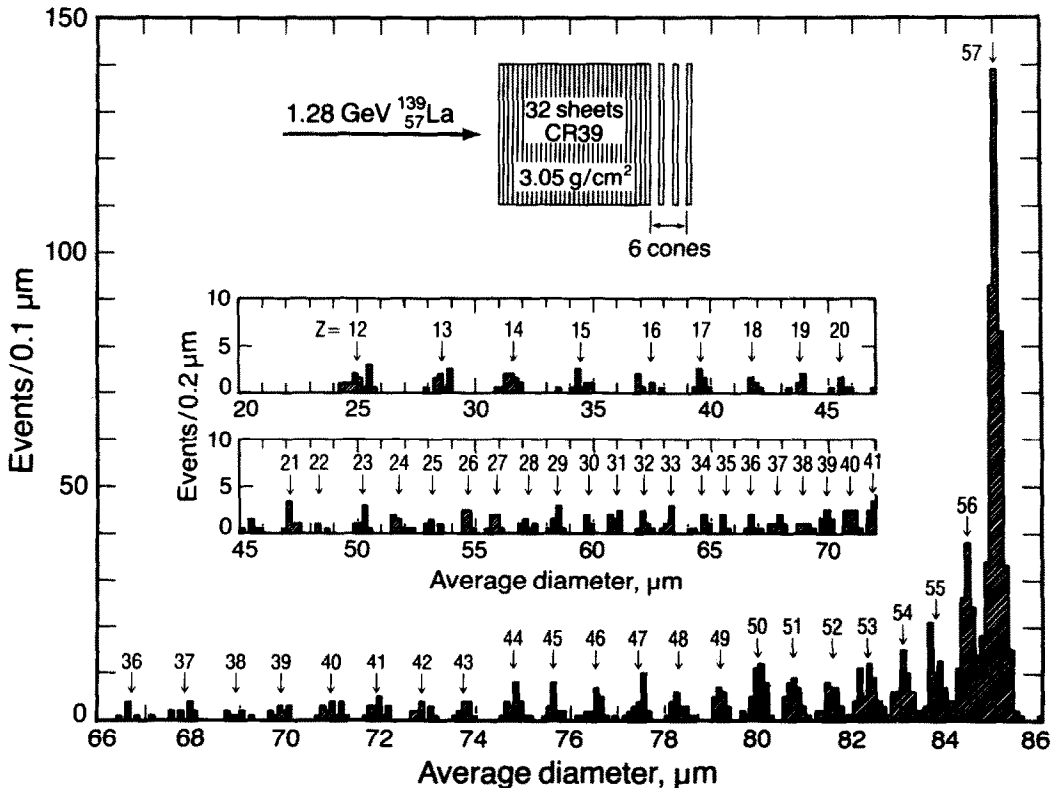 150
57
1.28 GeV ¹³⁹₅₇La
32 sheets
CR39
3.05 g/cm²
6 cones
100
Events/0.1 µm
10
Z= 12 13 14 15 16 17 18 19 20
5
0
20 25 30 35 40 45
Events/0.2 µm
10
21 22 23 24 25 26 27 28 29 30 31 32 33 34 35 36 37 38 39 40 41
5
0
45 50 55 60 65 70
Average diameter, µm
50
56
55
54
36 37 38 39 40 41 42 43 44 45 46 47 48 49 50 51 52 53
0
66 68 70 72 74 76 78 80 82 84 86
Average diameter, µm